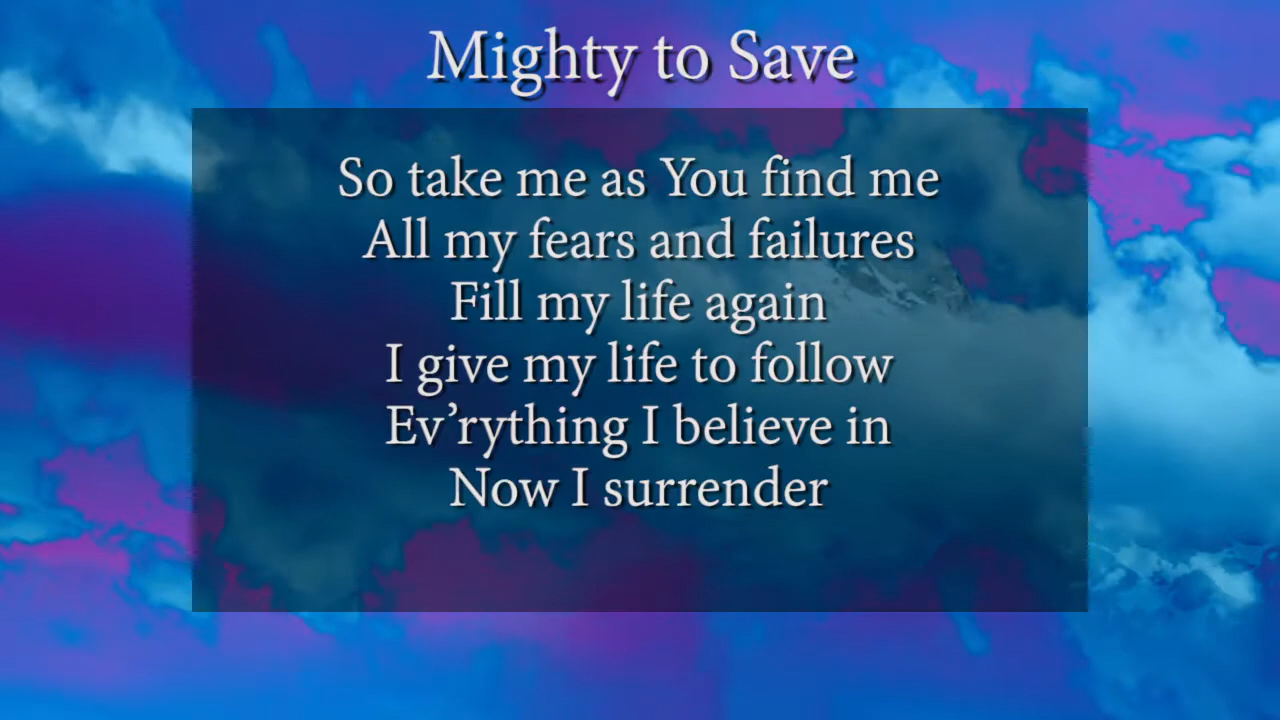 Mighty to Save
So take me as You find me
All my fears and failures
Fill my life again
I give my life to follow
Ev’rything I believe in
Now I surrender